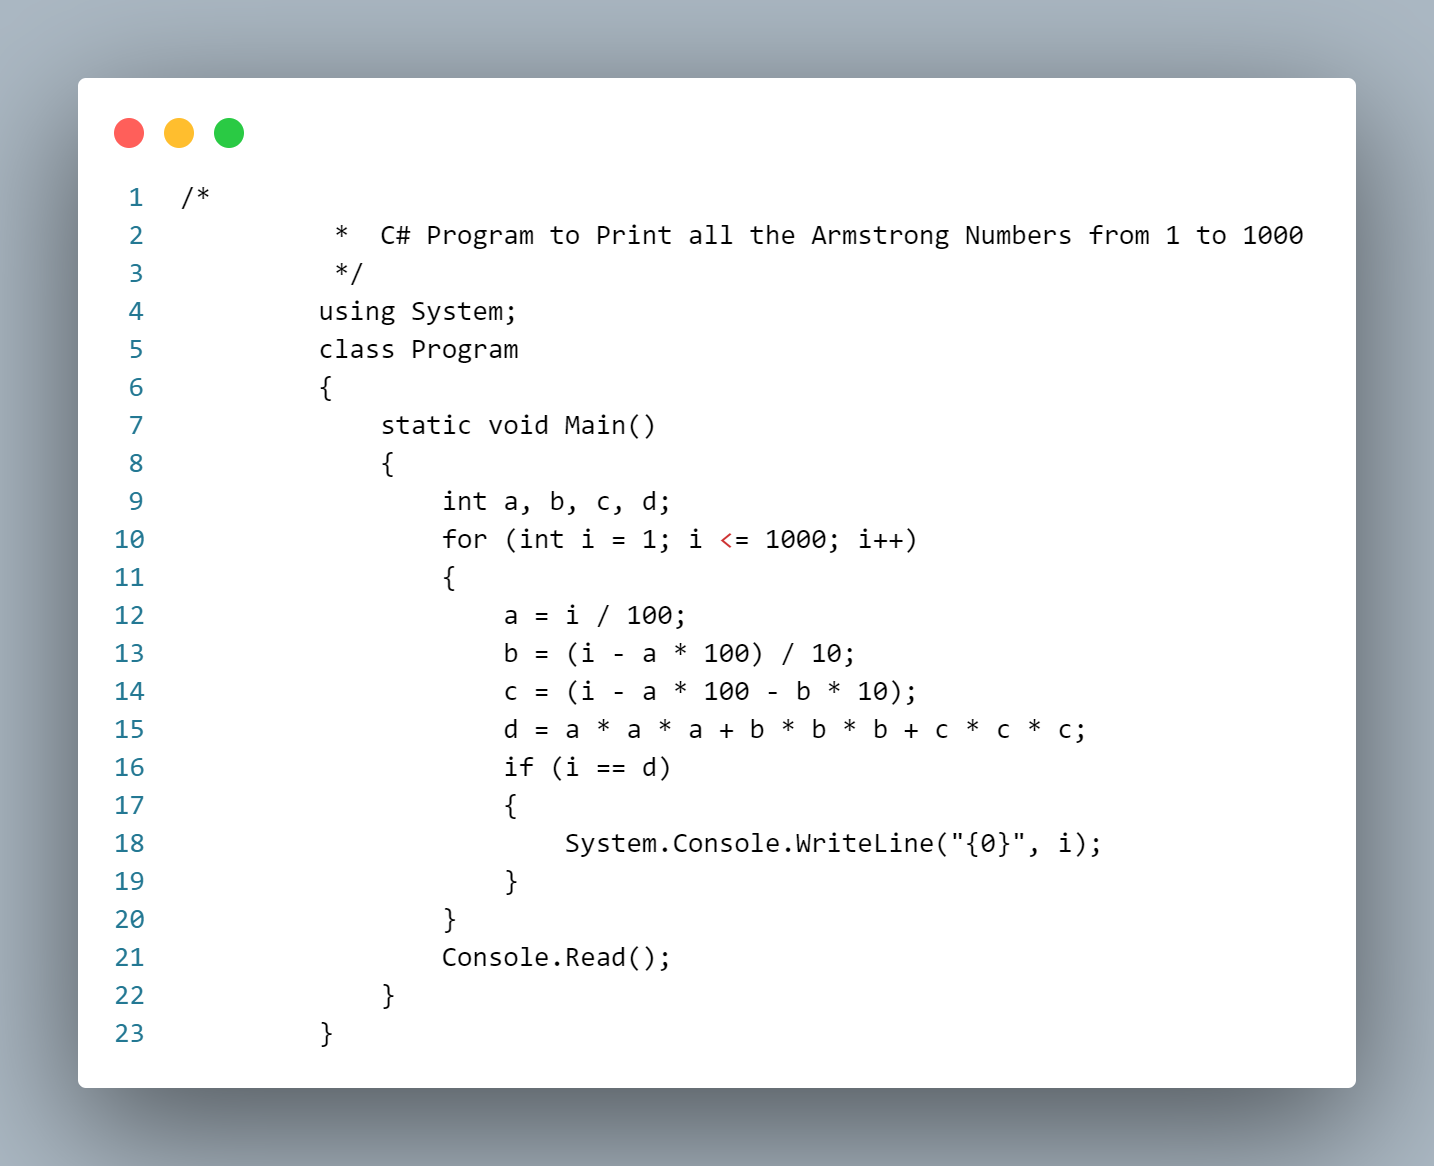 1 /*
2           *  C# Program to Print all the Armstrong Numbers from 1 to 1000
3           */
4          using System;
5          class Program
6          {
7              static void Main()
8              {
9                  int a, b, c, d;
10                  for (int i = 1; i <= 1000; i++)
11                  {
12                      a = i / 100;
13                      b = (i - a * 100) / 10;
14                      c = (i - a * 100 - b * 10);
15                      d = a * a * a + b * b * b + c * c * c;
16                      if (i == d)
17                      {
18                          System.Console.WriteLine("{0}", i);
19                      }
20                  }
21                  Console.Read();
22              }
23          }